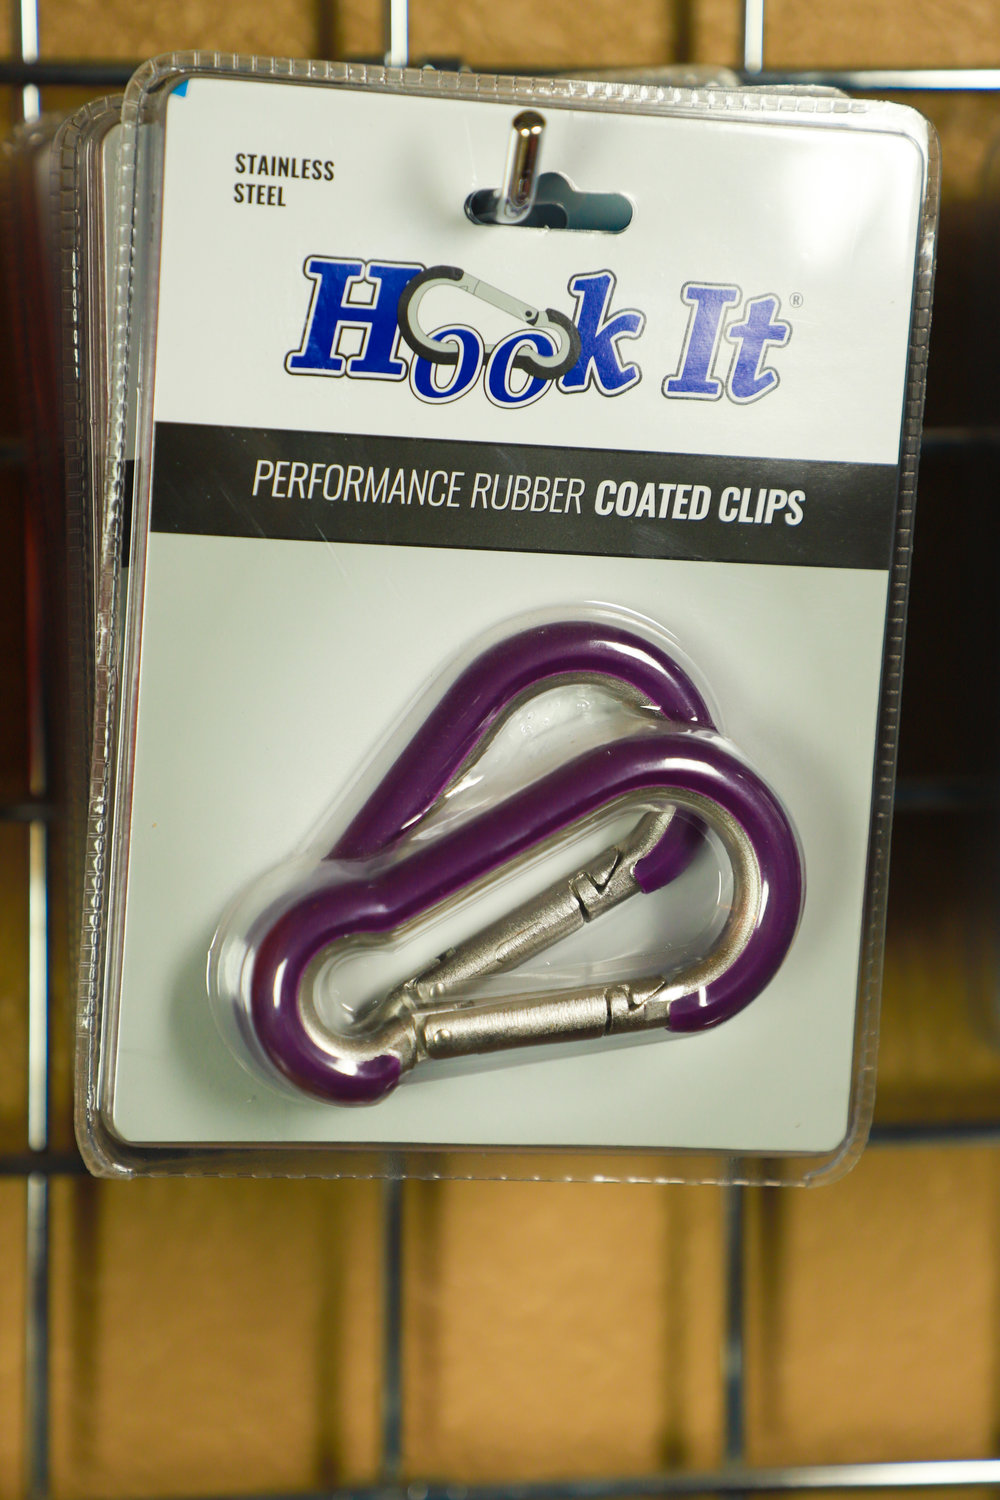 STAINLESS
STEEL
Hook It®
PERFORMANCE RUBBER COATED CLIPS